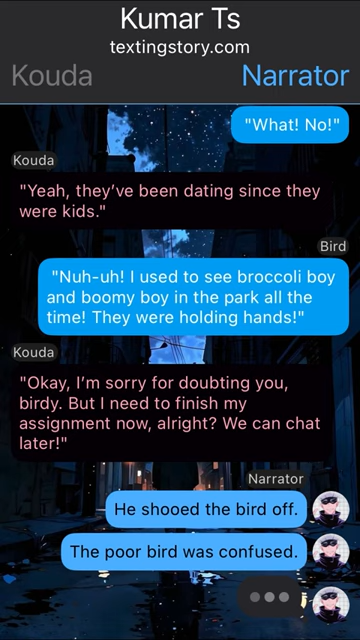 Kumar Ts
textingstory.com
Kouda
Narrator
"What! No!"
Kouda
"Yeah, they’ve been dating since they
were kids."
Bird
"Nuh-uh! I used to see broccoli boy
and boomy boy in the park all the
time! They were holding hands!"
Kouda
"Okay, I’m sorry for doubting you,
birdy. But I need to finish my
assignment now, alright? We can chat
later!"
Narrator
He shooed the bird off.
The poor bird was confused.